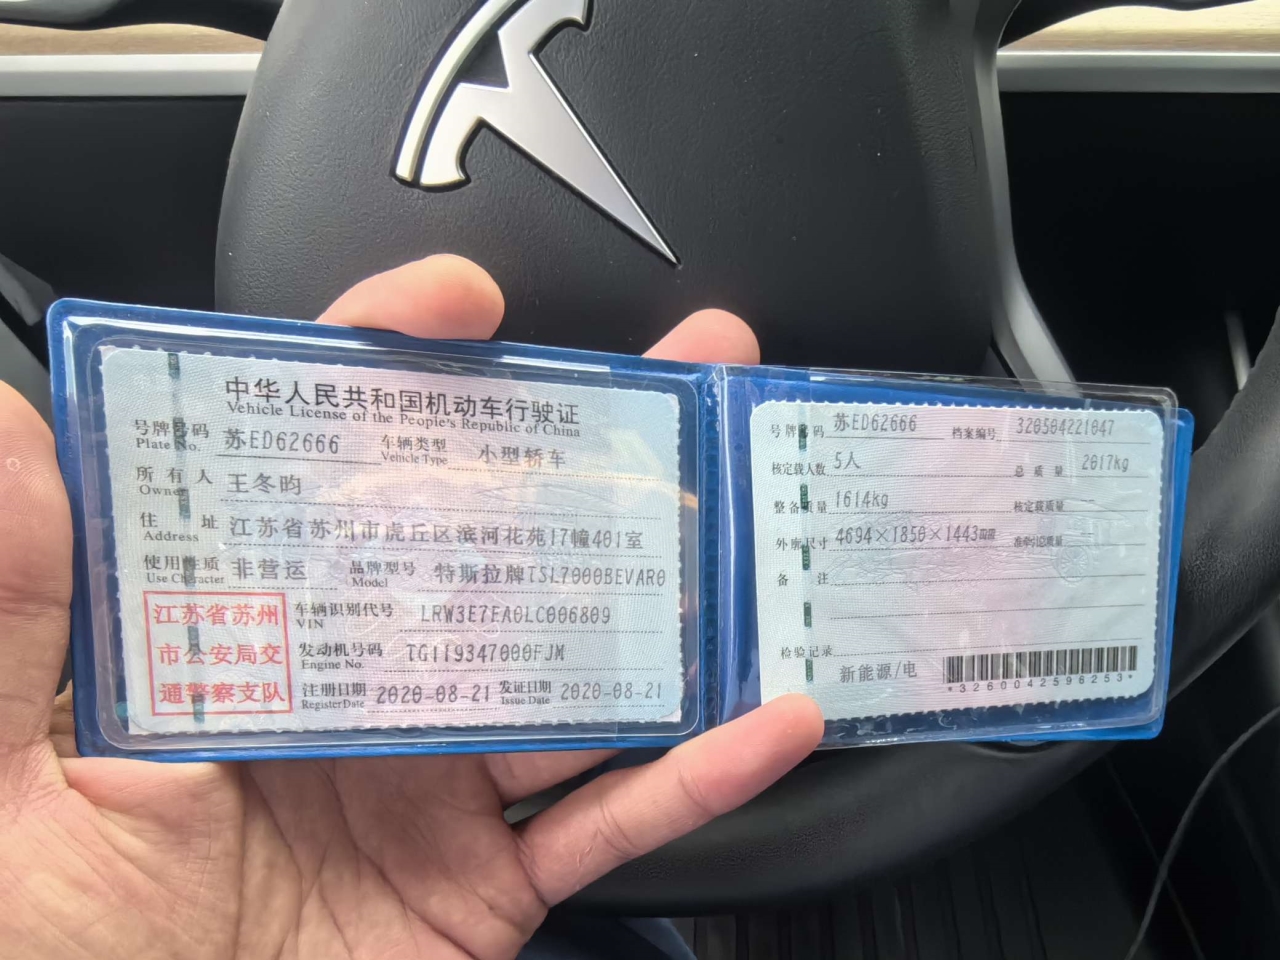 中华人民共和国机动车行驶证
Vehicle License of the People's Republic of China
号牌号码 苏ED62666 车辆类型 小型轿车
Plate No. Vehicle Type
所有人 王冬昀
Owner
住址 江苏省苏州市虎丘区滨河花苑17幢401室
Address
使用性质 非营运 品牌型号 特斯拉牌TSL7000BEVAR0
Use Character Model
江苏省苏州
市公安局交
通警察支队
车辆识别代号 LRW3E7EA0LC006809
VIN
发动机号码 TG119347000FJM
Engine No.
注册日期 2020-08-21 发证日期 2020-08-21
Register Date Issue Date
号牌号码 苏ED62666 档案编号 320504221047
核定载人数 5人 总质量 2017kg
整备质量 1614kg 核定载质量
外廓尺寸 4694×1850×1443mm 准牵引总质量
备注
检验记录
新能源/电
*3260042598253*